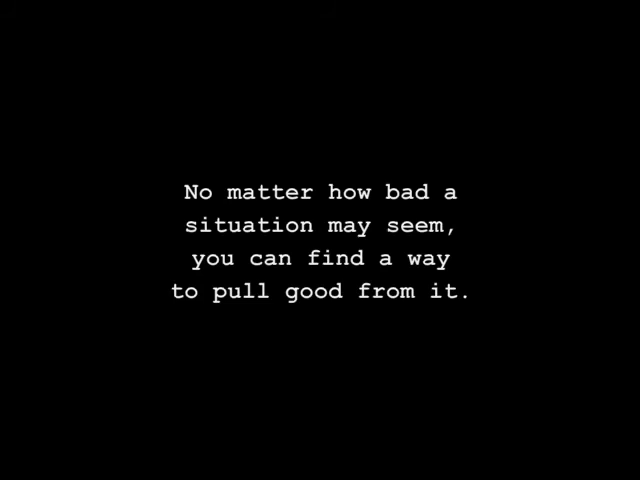 No matter how bad a
situation may seem,
you can find a way
to pull good from it.